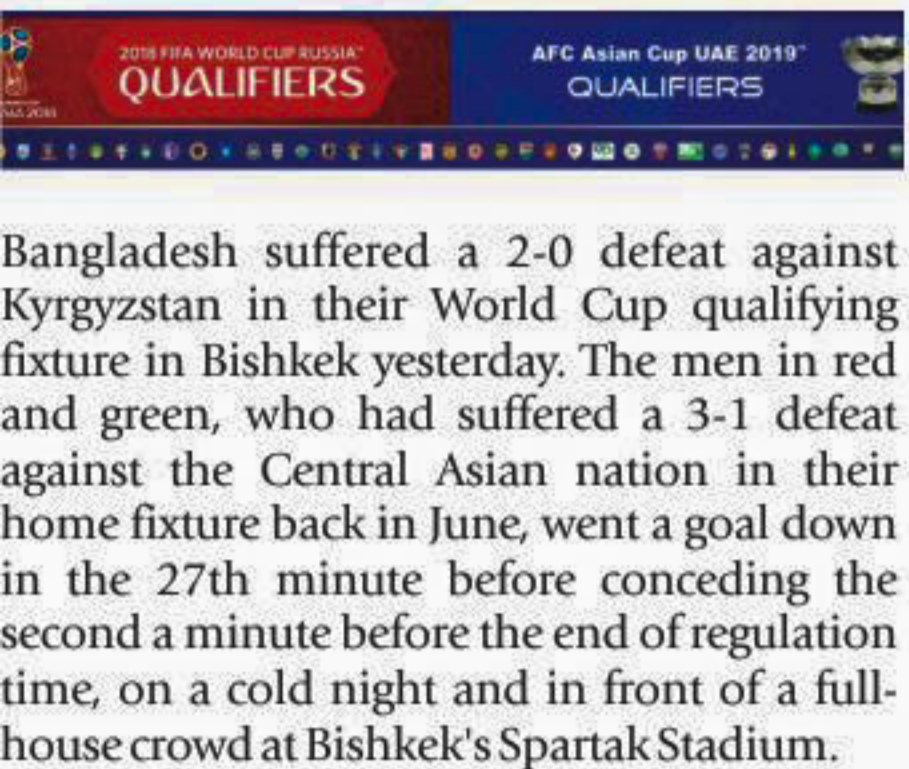 2018 FIFA WORLD CUP RUSSIA™
QUALIFIERS
AFC Asian Cup UAE 2019™
QUALIFIERS
Bangladesh suffered a 2-0 defeat against
Kyrgyzstan in their World Cup qualifying
fixture in Bishkek yesterday. The men in red
and green, who had suffered a 3-1 defeat
against the Central Asian nation in their
home fixture back in June, went a goal down
in the 27th minute before conceding the
second a minute before the end of regulation
time, on a cold night and in front of a full-
house crowd at Bishkek's Spartak Stadium.